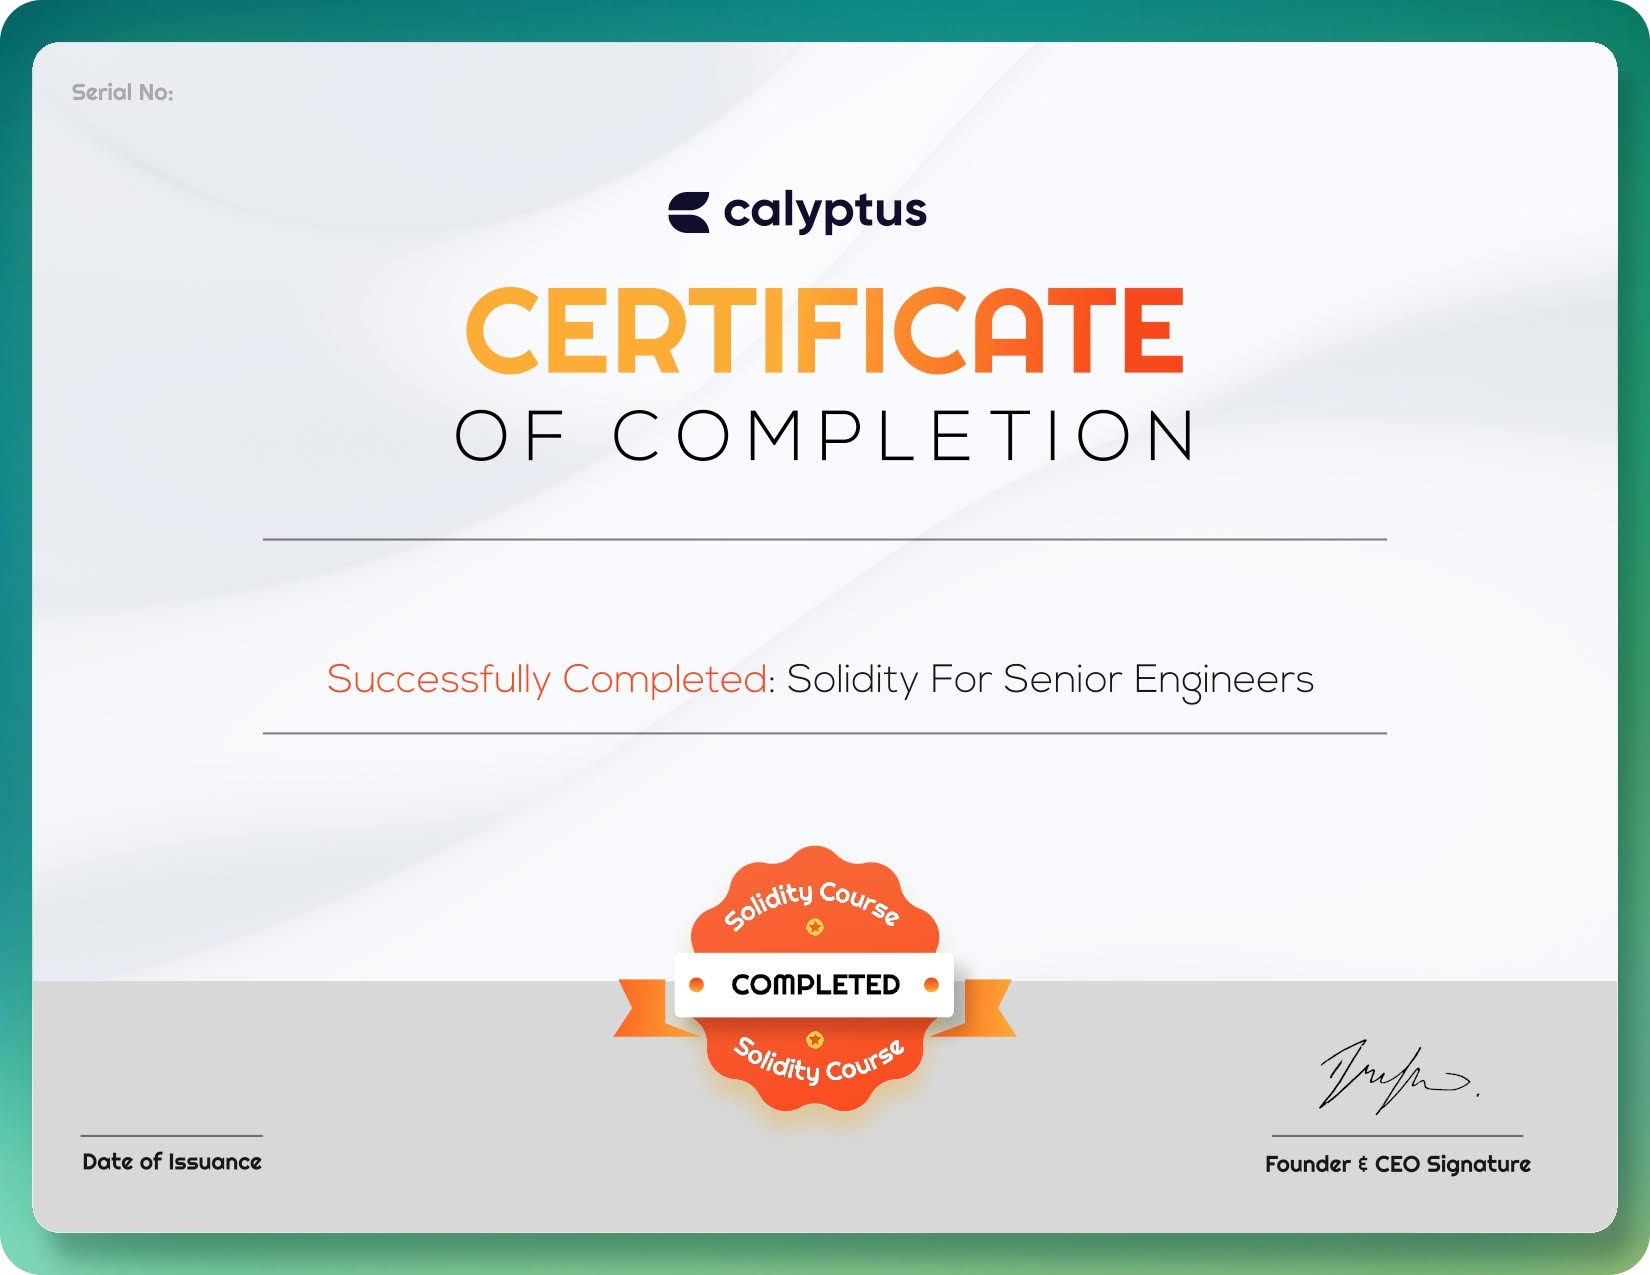 Serial No:
calyptus
CERTIFICATE
OF COMPLETION
Successfully Completed: Solidity For Senior Engineers
Solidity Course
COMPLETED
Solidity Course
Date of Issuance
Founder & CEO Signature